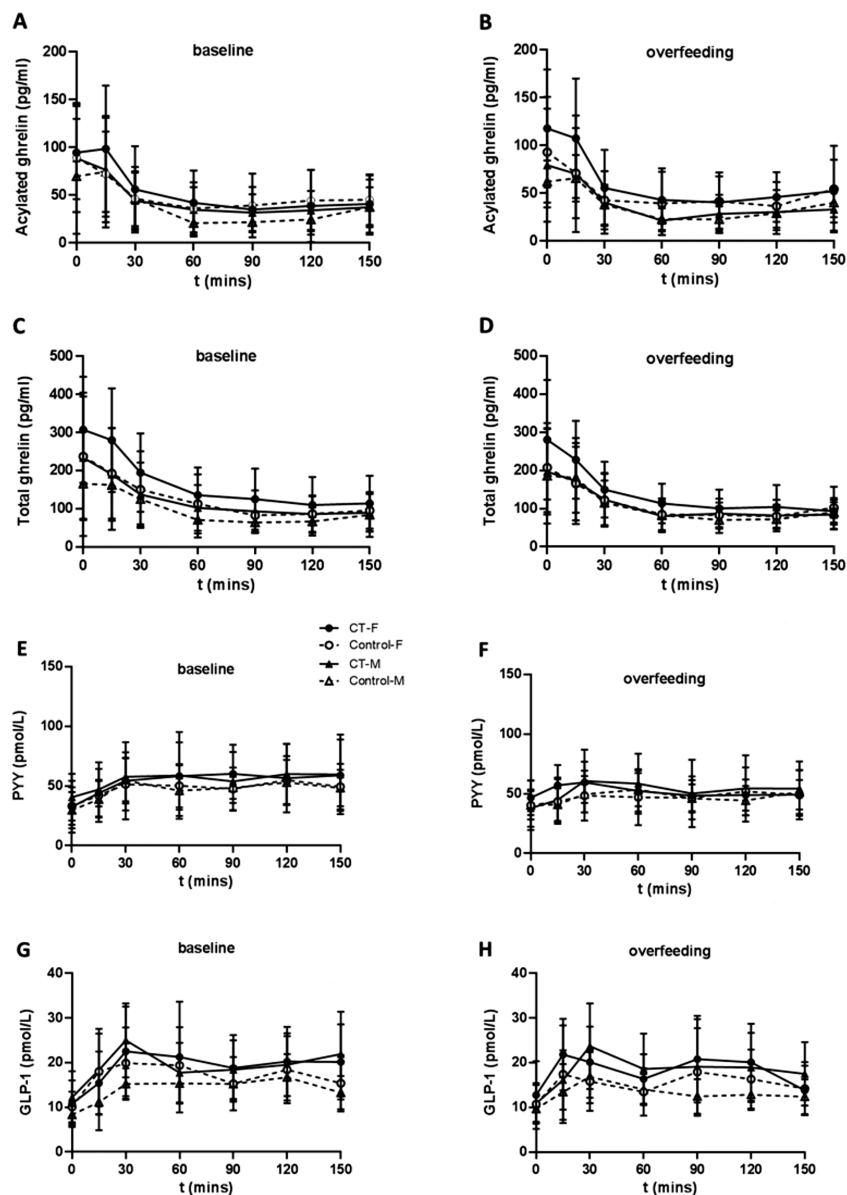 A
baseline
Acylated ghrelin (pg/ml)
200
150
100
50
0
0 30 60 90 120 150
t (mins)
B
overfeeding
Acylated ghrelin (pg/ml)
200
150
100
50
0
0 30 60 90 120 150
t (mins)
C
baseline
Total ghrelin (pg/ml)
500
400
300
200
100
0
0 30 60 90 120 150
t (mins)
D
overfeeding
Total ghrelin (pg/ml)
500
400
300
200
100
0
0 30 60 90 120 150
t (mins)
CT-F
Control-F
CT-M
Control-M
E
baseline
PYY (pmol/L)
150
100
50
0
0 30 60 90 120 150
t (mins)
F
overfeeding
PYY (pmol/L)
150
100
50
0
0 30 60 90 120 150
t (mins)
G
baseline
GLP-1 (pmol/L)
40
30
20
10
0
0 30 60 90 120 150
t (mins)
H
overfeeding
GLP-1 (pmol/L)
40
30
20
10
0
0 30 60 90 120 150
t (mins)